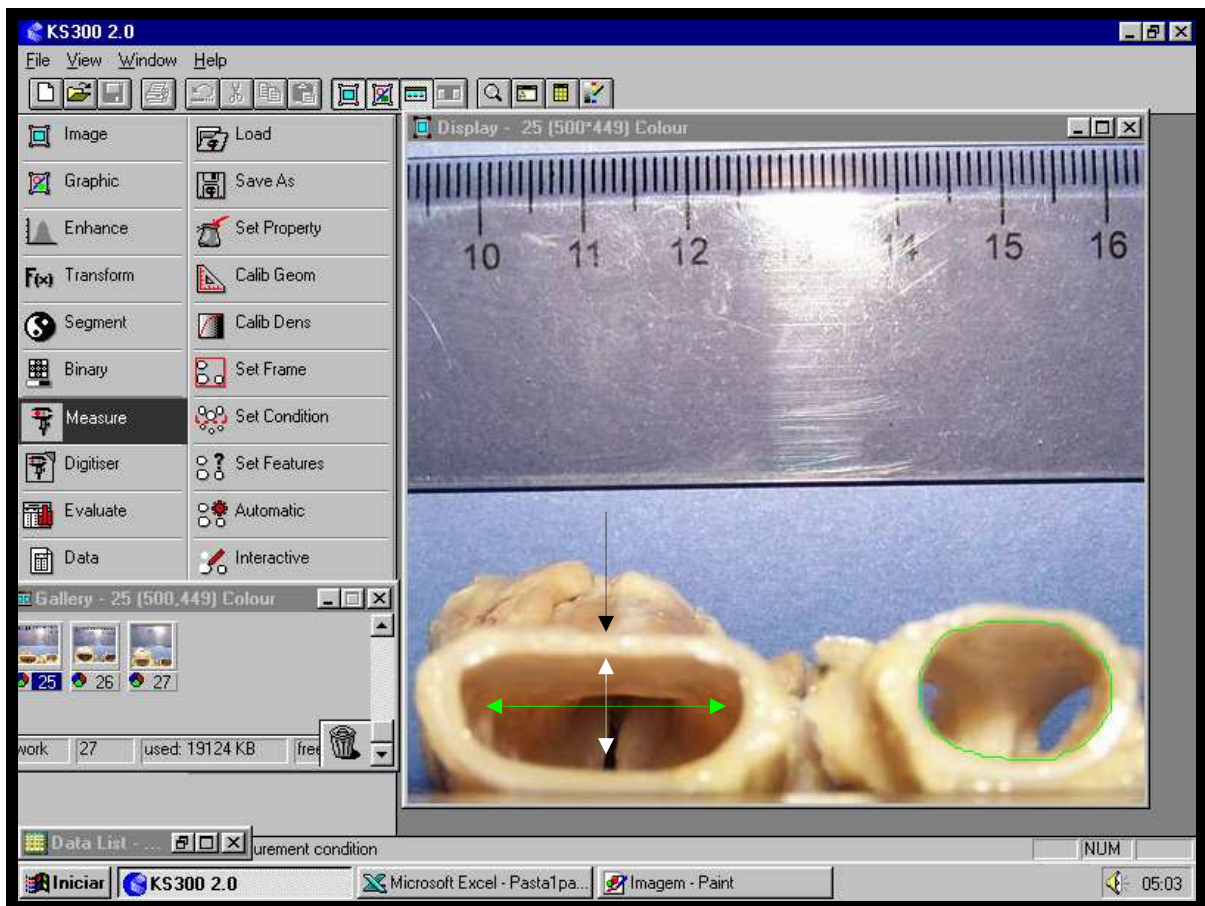 KS300 2.0
File View Window Help
Image Load
Graphic Save As
Enhance Set Property
F(x) Transform Calib Geom
Segment Calib Dens
Binary Set Frame
Measure Set Condition
Digitiser Set Features
Evaluate Automatic
Data Interactive
Display - 25 (500*449) Colour
10 11 12 14 15 16
Gallery - 25 (500,449) Colour
25 26 27
work 27 used: 19124 KB free
Data List - ...
urement condition
NUM
Iniciar KS300 2.0 Microsoft Excel - Pasta1pa... Imagem - Paint 05:03